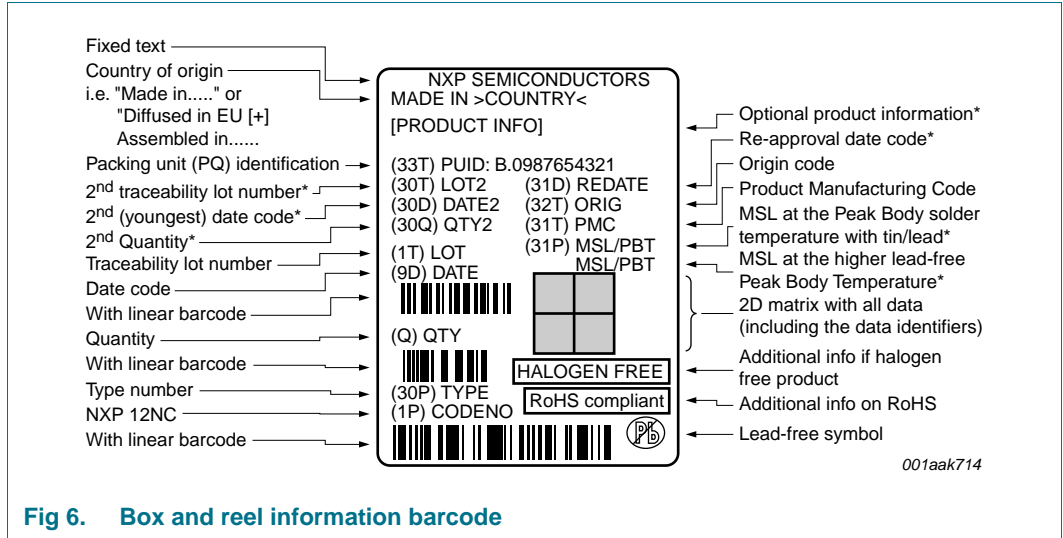 Fixed text
Country of origin
i.e. "Made in....." or
"Diffused in EU [+]
Assembled in......
Packing unit (PQ) identification
2nd traceability lot number*
2nd (youngest) date code*
2nd Quantity*
Traceability lot number
Date code
With linear barcode
Quantity
With linear barcode
Type number
NXP 12NC
With linear barcode
NXP SEMICONDUCTORS
MADE IN >COUNTRY<
[PRODUCT INFO]
(33T) PUID: B.0987654321
(30T) LOT2 (31D) REDATE
(30D) DATE2 (32T) ORIG
(30Q) QTY2 (31T) PMC
(31P) MSL/PBT
(1T) LOT MSL/PBT
(9D) DATE
(Q) QTY
HALOGEN FREE
(30P) TYPE
RoHS compliant
(1P) CODENO
Pb
Optional product information*
Re-approval date code*
Origin code
Product Manufacturing Code
MSL at the Peak Body solder
temperature with tin/lead*
MSL at the higher lead-free
Peak Body Temperature*
2D matrix with all data
(including the data identifiers)
Additional info if halogen
free product
Additional info on RoHS
Lead-free symbol
001aak714
Fig 6. Box and reel information barcode